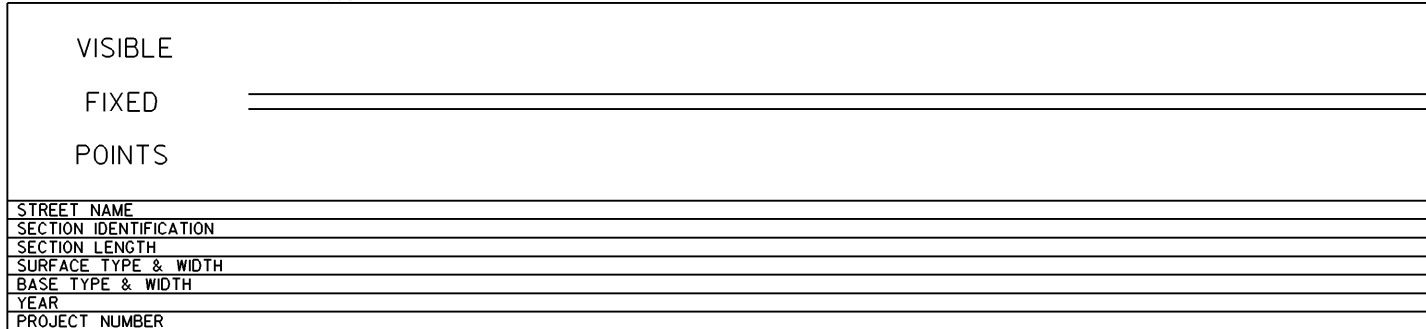 VISIBLE
FIXED
POINTS
STREET NAME
SECTION IDENTIFICATION
SECTION LENGTH
SURFACE TYPE & WIDTH
BASE TYPE & WIDTH
YEAR
PROJECT NUMBER